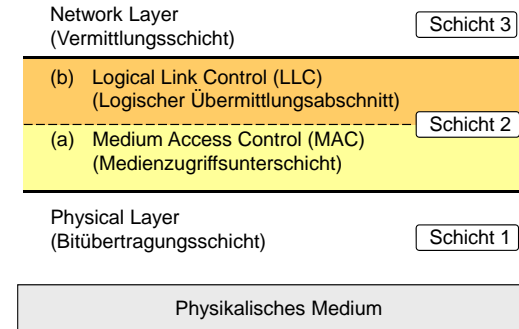 Network Layer
(Vermittlungsschicht)
Schicht 3
(b) Logical Link Control (LLC)
(Logischer Übermittlungsabschnitt)
Schicht 2
(a) Medium Access Control (MAC)
(Medienzugriffsunterschicht)
Physical Layer
(Bitübertragungsschicht)
Schicht 1
Physikalisches Medium